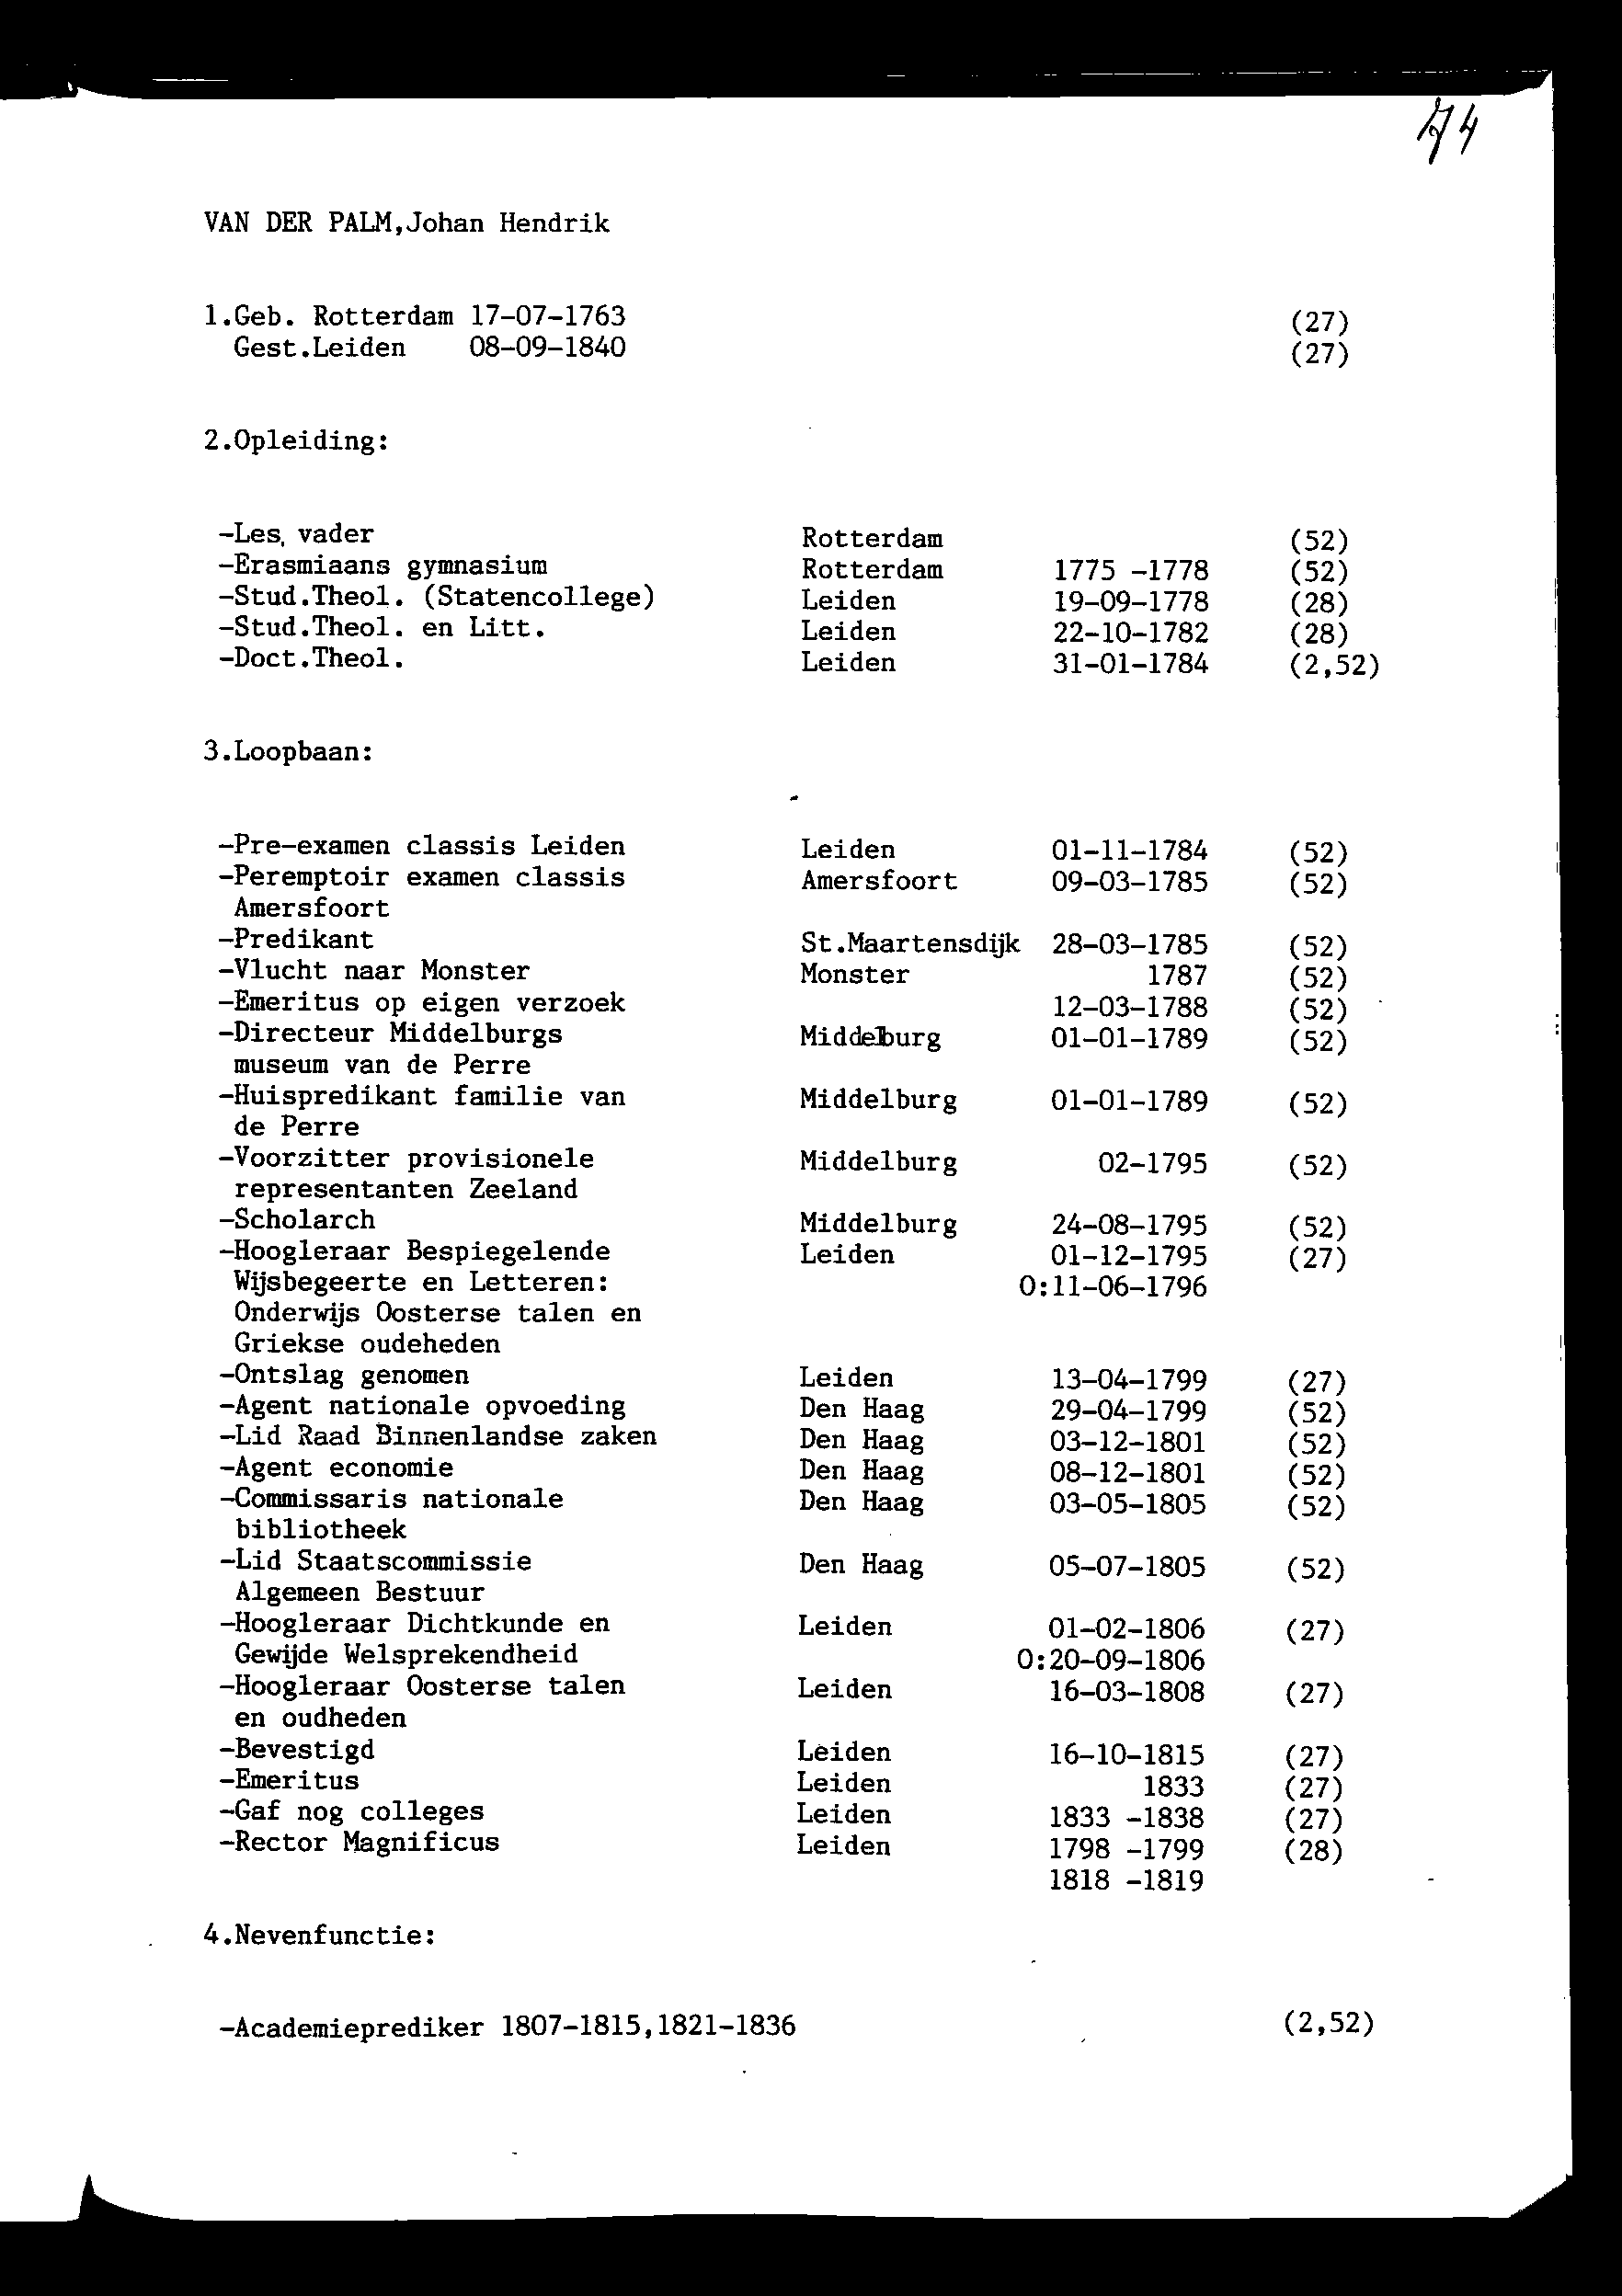 74
VAN DER PALM,Johan Hendrik
1.Geb. Rotterdam 17-07-1763 (27)
Gest.Leiden 08-09-1840 (27)
2.Opleiding:
-Les, vader Rotterdam (52)
-Erasmiaans gymnasium Rotterdam 1775 -1778 (52)
-Stud.Theol. (Statencollege) Leiden 19-09-1778 (28)
-Stud.Theol. en Litt. Leiden 22-10-1782 (28)
-Doct.Theol. Leiden 31-01-1784 (2,52)
3.Loopbaan:
-Pre-examen classis Leiden Leiden 01-11-1784 (52)
-Peremptoir examen classis Amersfoort 09-03-1785 (52)
Amersfoort
-Predikant St.Maartensdijk 28-03-1785 (52)
-Vlucht naar Monster Monster 1787 (52)
-Emeritus op eigen verzoek 12-03-1788 (52)
-Directeur Middelburgs Middelburg 01-01-1789 (52)
museum van de Perre
-Huispredikant familie van Middelburg 01-01-1789 (52)
de Perre
-Voorzitter provisionele Middelburg 02-1795 (52)
representanten Zeeland
-Scholarch Middelburg 24-08-1795 (52)
-Hoogleraar Bespiegelende Leiden 01-12-1795 (27)
Wijsbegeerte en Letteren: O:11-06-1796
Onderwijs Oosterse talen en
Griekse oudeheden
-Ontslag genomen Leiden 13-04-1799 (27)
-Agent nationale opvoeding Den Haag 29-04-1799 (52)
-Lid Raad Binnenlandse zaken Den Haag 03-12-1801 (52)
-Agent economie Den Haag 08-12-1801 (52)
-Commissaris nationale Den Haag 03-05-1805 (52)
bibliotheek
-Lid Staatscommissie Den Haag 05-07-1805 (52)
Algemeen Bestuur
-Hoogleraar Dichtkunde en Leiden 01-02-1806 (27)
Gewijde Welsprekendheid O:20-09-1806
-Hoogleraar Oosterse talen Leiden 16-03-1808 (27)
en oudheden
-Bevestigd Leiden 16-10-1815 (27)
-Emeritus Leiden 1833 (27)
-Gaf nog colleges Leiden 1833 -1838 (27)
-Rector Magnificus Leiden 1798 -1799 (28)
1818 -1819
4.Nevenfunctie:
-Academieprediker 1807-1815,1821-1836 (2,52)